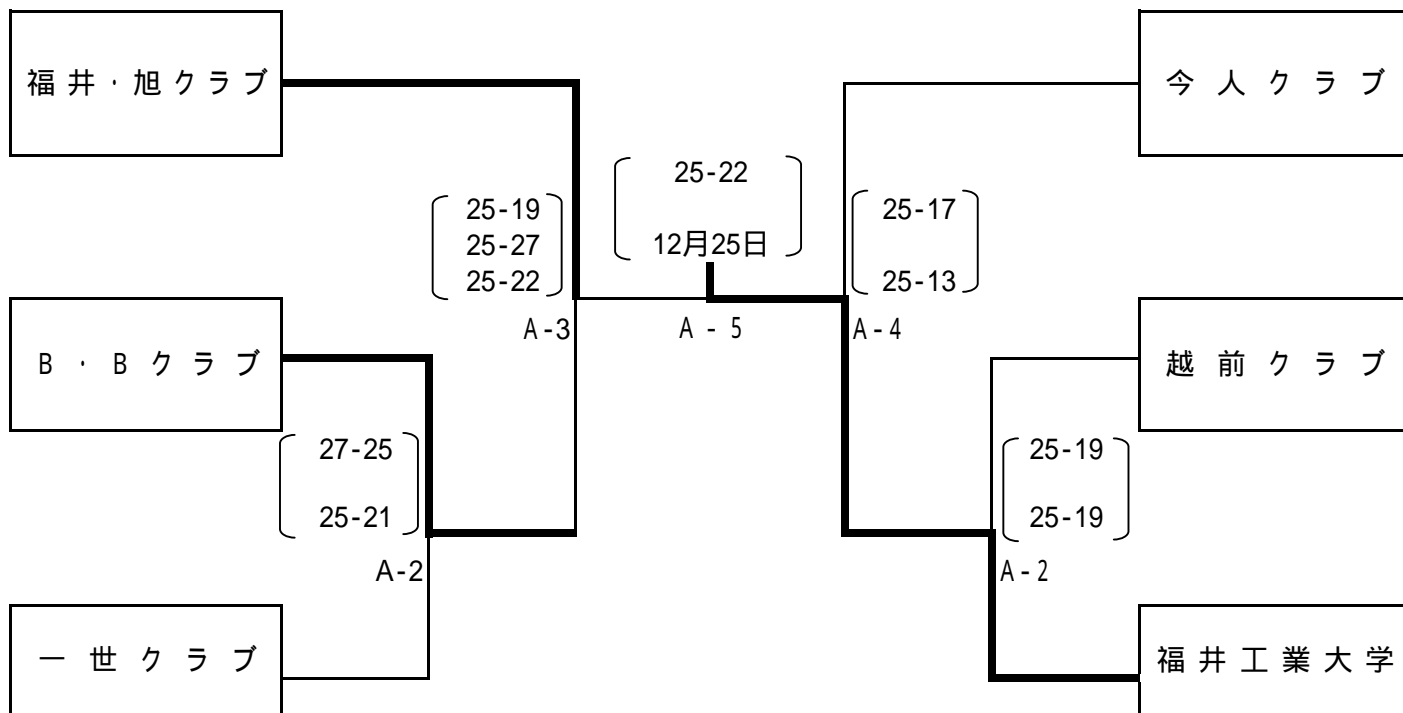 福井・旭クラブ
今人クラブ
25-22
12月25日
25-19
25-27
25-22
25-17
25-13
A-3
A-5
A-4
B・Bクラブ
越前クラブ
27-25
25-21
25-19
25-19
A-2
A-2
一世クラブ
福井工業大学